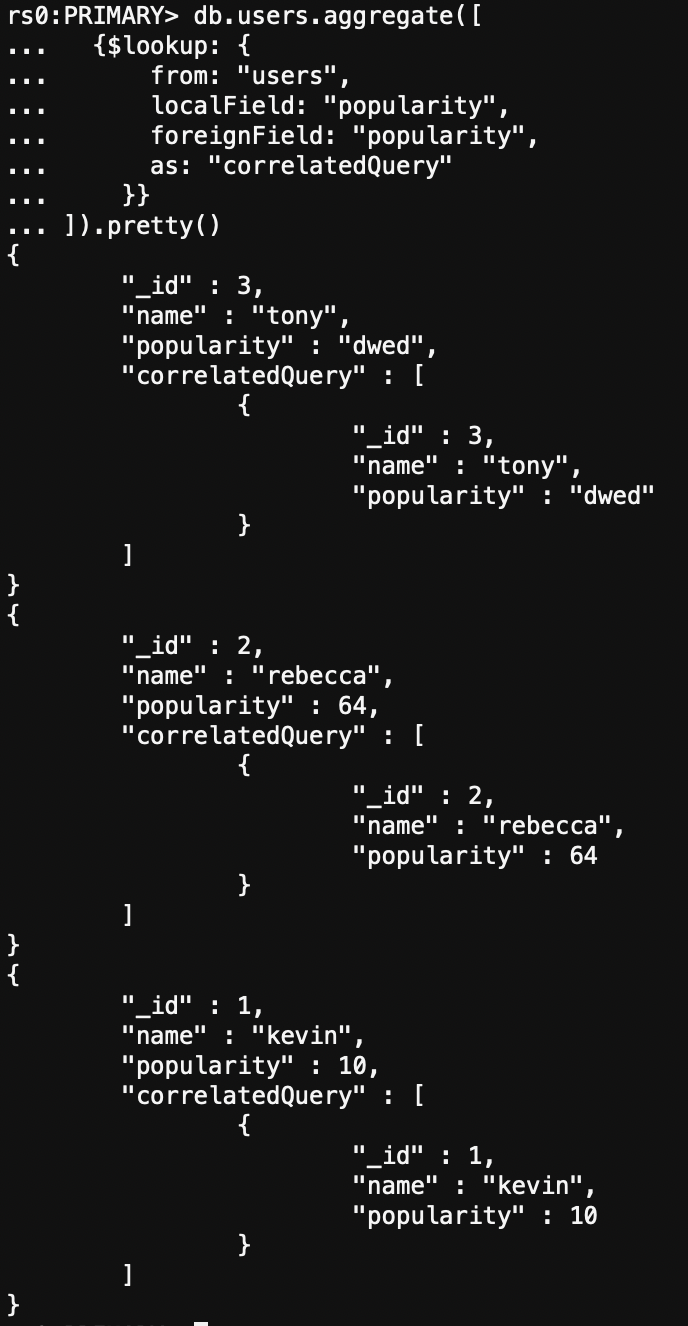 rs0:PRIMARY> db.users.aggregate([
...   {$lookup: {
...       from: "users",
...       localField: "popularity",
...       foreignField: "popularity",
...       as: "correlatedQuery"
...     }}
... ]).pretty()
{
"_id" : 3,
"name" : "tony",
"popularity" : "dwed",
"correlatedQuery" : [
{
"_id" : 3,
"name" : "tony",
"popularity" : "dwed"
}
]
}
{
"_id" : 2,
"name" : "rebecca",
"popularity" : 64,
"correlatedQuery" : [
{
"_id" : 2,
"name" : "rebecca",
"popularity" : 64
}
]
}
{
"_id" : 1,
"name" : "kevin",
"popularity" : 10,
"correlatedQuery" : [
{
"_id" : 1,
"name" : "kevin",
"popularity" : 10
}
]
}